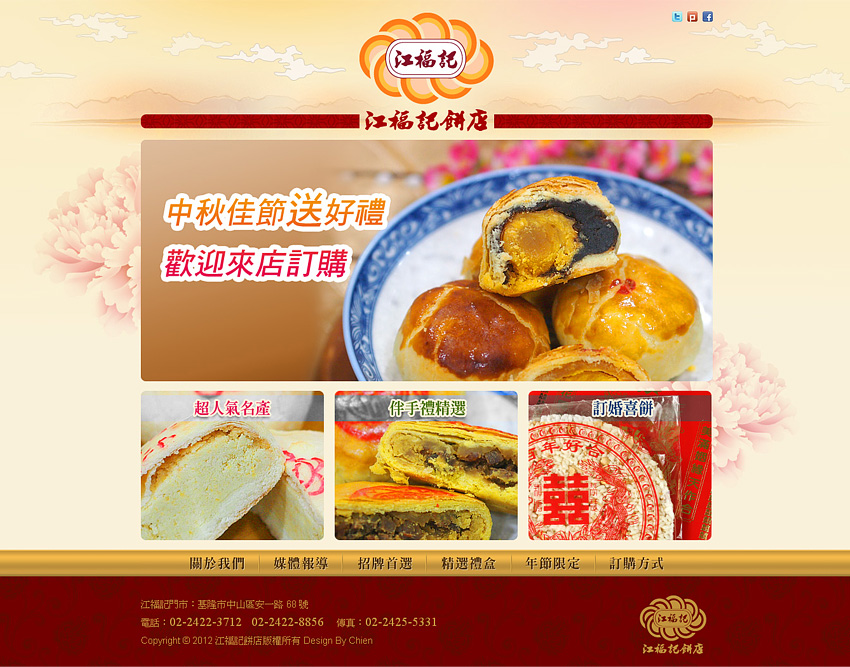 江福記
江福記餅店
中秋佳節送好禮
歡迎來店訂購
超人氣名產
伴手禮精選
訂婚喜餅
年好合
囍
關於我們 媒體報導 招牌首選 精選禮盒 年節限定 訂購方式
江福記門市：基隆市中山區安一路 68 號
電話：02-2422-3712 02-2422-8856 傳真：02-2425-5331
Copyright © 2012 江福記餅店版權所有 Design By Chien
江福記
江福記餅店